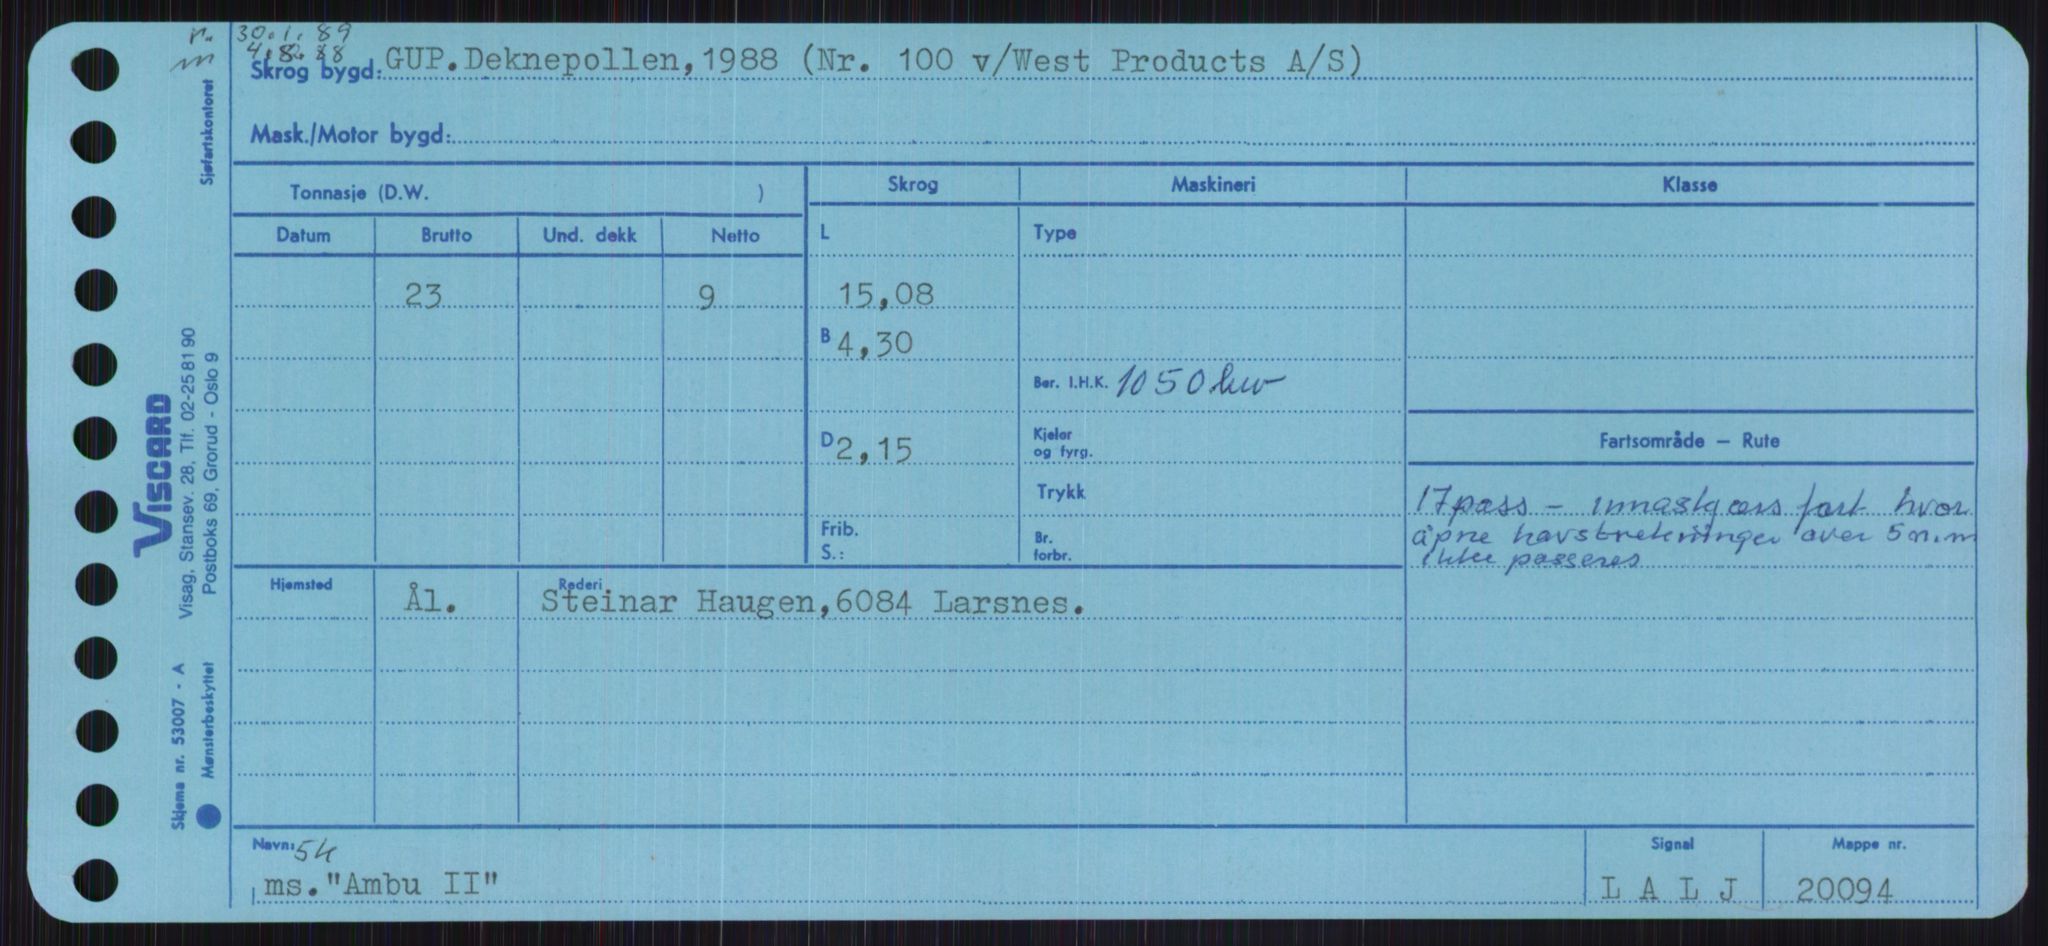 r. 30.1.89
m 4.8.88
Skrog bygd: GUP.Deknepollen,1988 (Nr. 100 v/West Products A/S)
Mask./Motor bygd:
Tonnasje (D.W. )
Skrog
Maskineri
Klasse
Datum
Brutto
Und. dekk
Netto
L
Type
23
9
15,08
B 4,30
Ber. I.H.K. 1050 kw
D 2,15
Kjeler
og fyrg.
Fartsområde — Rute
Trykk
17 pass - innaskjærs fart hvor
åpne havstrekninger over 5 n.m
ikke passeres
Frib.
S.:
Br.
forbr.
Hjemsted
Ål.
Rederi
Steinar Haugen,6084 Larsnes.
Navn: 54
ms."Ambu II"
Signal
L A L J
Mappe nr.
20094
Sjøfartskontoret
VISCARD
Visag, Stansev. 28, Tlf. 02-25 81 90
Postboks 69, Grorud - Oslo 9
Skjema nr. 53007 - A
Mønsterbeskyttet